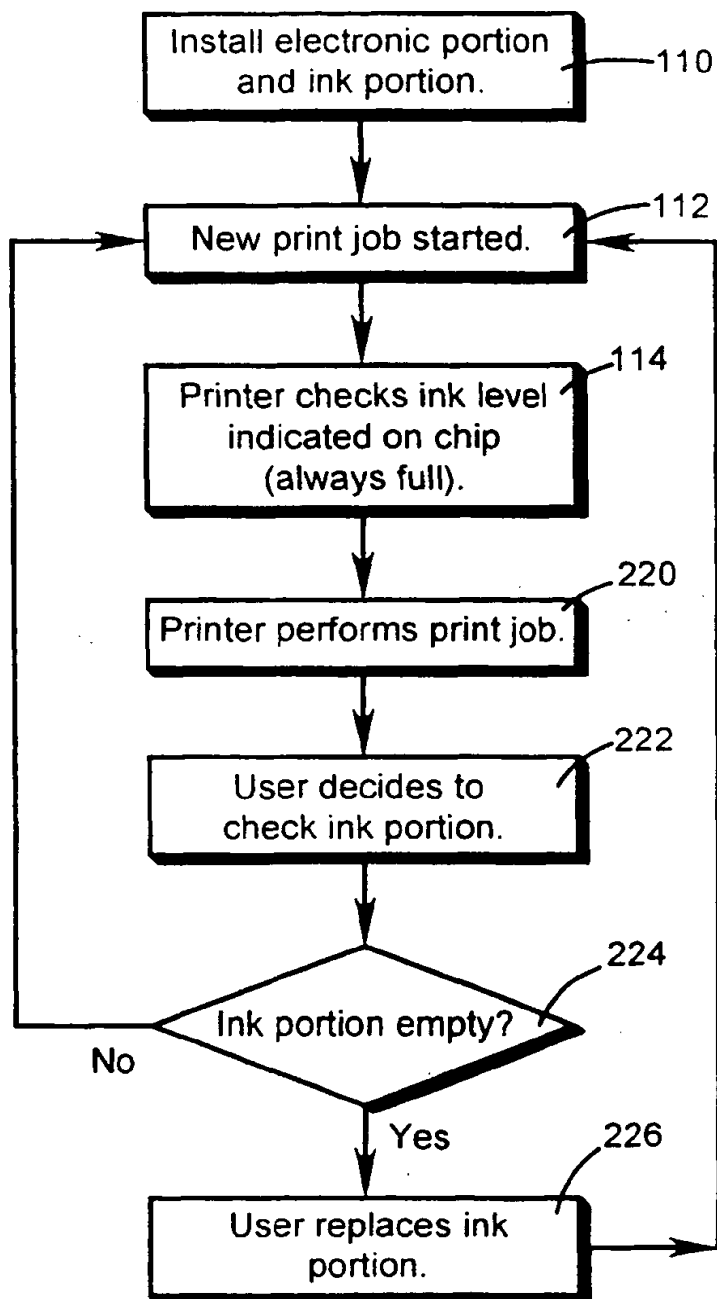 Install electronic portion
and ink portion.
110
New print job started.
112
Printer checks ink level
indicated on chip
(always full).
114
Printer performs print job.
220
User decides to
check ink portion.
222
Ink portion empty?
224
No
Yes
User replaces ink
portion.
226